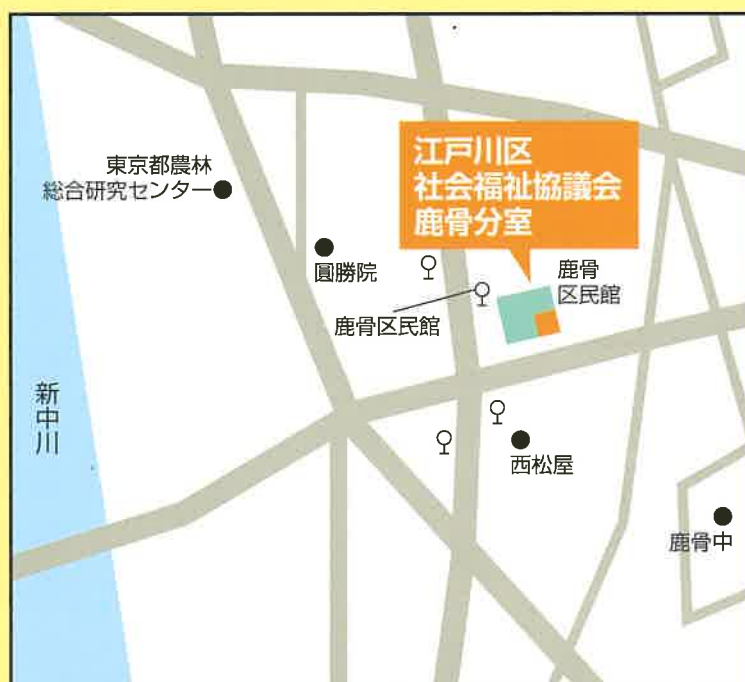 東京都農林
総合研究センター
江戸川区
社会福祉協議会
鹿骨分室
圓勝院
鹿骨
区民館
鹿骨区民館
新中川
西松屋
鹿骨中